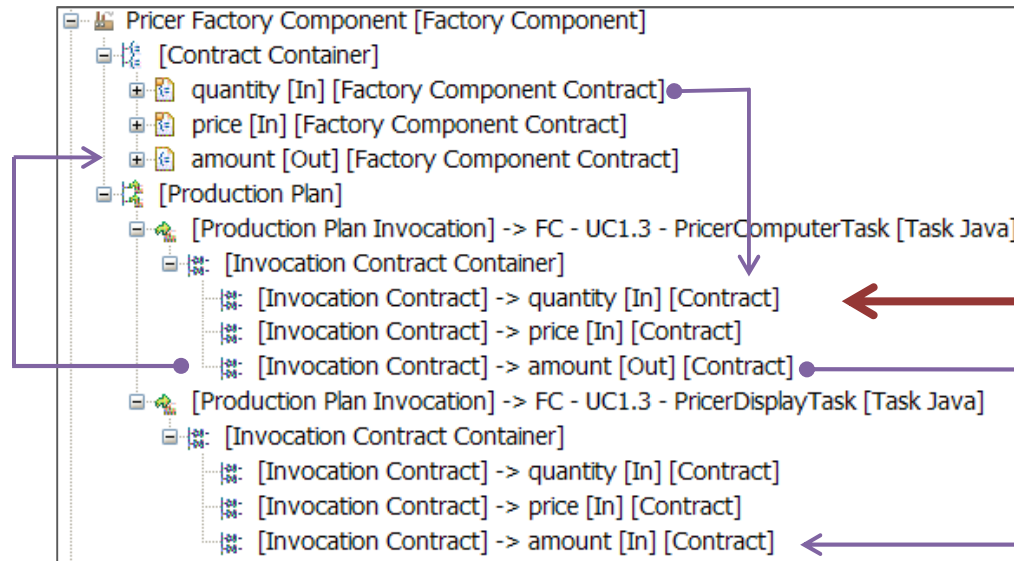 Pricer Factory Component [Factory Component]
[Contract Container]
quantity [In] [Factory Component Contract]
price [In] [Factory Component Contract]
amount [Out] [Factory Component Contract]
[Production Plan]
[Production Plan Invocation] -> FC - UC1.3 - PricerComputerTask [Task Java]
[Invocation Contract Container]
[Invocation Contract] -> quantity [In] [Contract]
[Invocation Contract] -> price [In] [Contract]
[Invocation Contract] -> amount [Out] [Contract]
[Production Plan Invocation] -> FC - UC1.3 - PricerDisplayTask [Task Java]
[Invocation Contract Container]
[Invocation Contract] -> quantity [In] [Contract]
[Invocation Contract] -> price [In] [Contract]
[Invocation Contract] -> amount [In] [Contract]